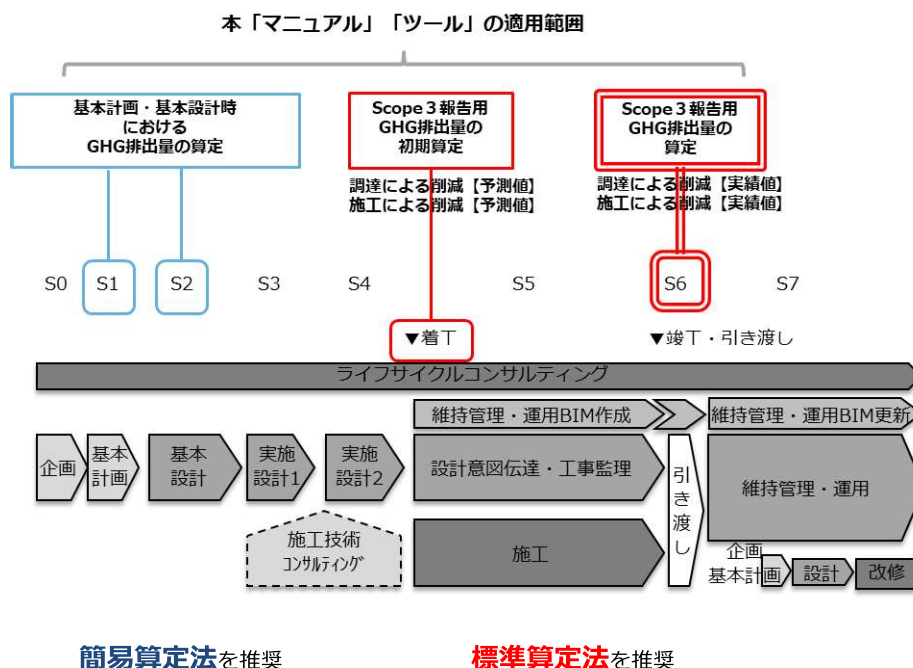 本「マニュアル」「ツール」の適用範囲
基本計画・基本設計時
における
GHG排出量の算定
Scope3報告用
GHG排出量の
初期算定
調達による削減【予測値】
施工による削減【予測値】
Scope3報告用
GHG排出量の
算定
調達による削減【実績値】
施工による削減【実績値】
S0
S1
S2
S3
S4
S5
S6
S7
▼着工
▼竣工・引き渡し
ライフサイクルコンサルティング
維持管理・運用BIM作成
維持管理・運用BIM更新
企画
基本
計画
基本
設計
実施
設計1
実施
設計2
設計意図伝達・工事監理
引き渡し
維持管理・運用
施工技術
コンサルティング
施工
企画
基本計画
設計
改修
簡易算定法を推奨
標準算定法を推奨